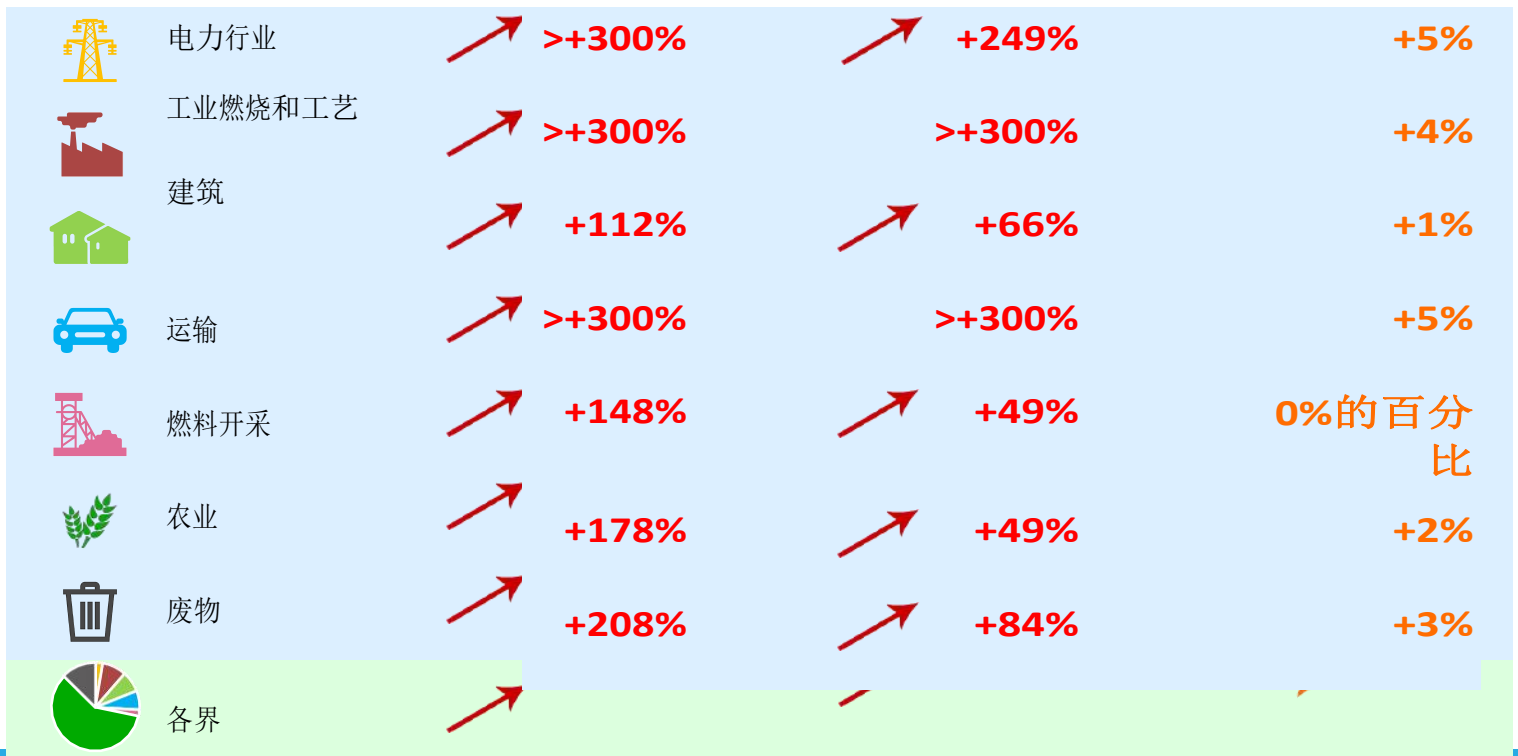 电力行业 >+300% +249% +5%
工业燃烧和工艺 >+300% >+300% +4%
建筑 +112% +66% +1%
运输 >+300% >+300% +5%
燃料开采 +148% +49% 0%的百分
比
农业 +178% +49% +2%
废物 +208% +84% +3%
各界